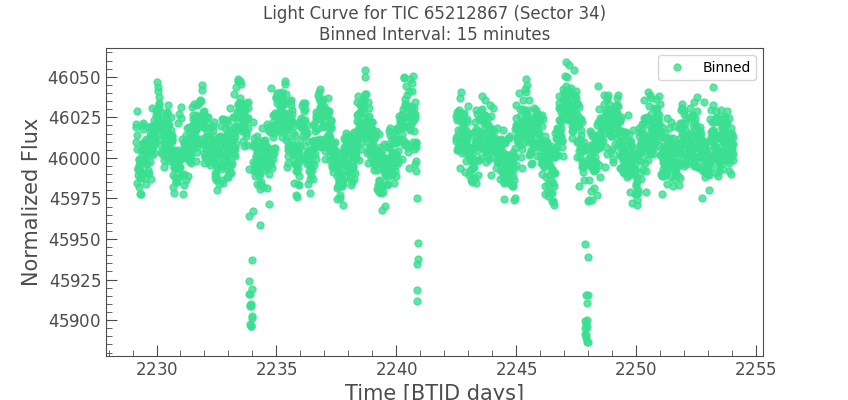 Light Curve for TIC 65212867 (Sector 34)
Binned Interval: 15 minutes
Binned
Normalized Flux
46050
46025
46000
45975
45950
45925
45900
2230 2235 2240 2245 2250 2255
Time [BTJD days]